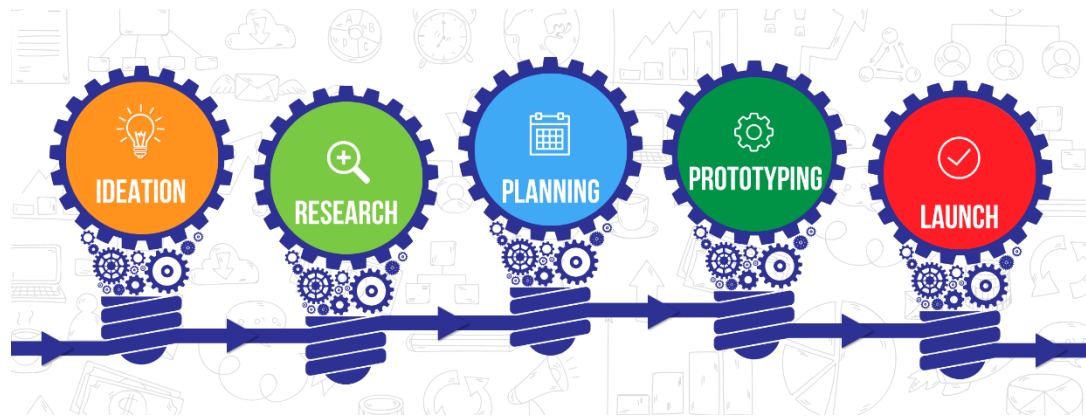 IDEATION
RESEARCH
PLANNING
PROTOTYPING
LAUNCH